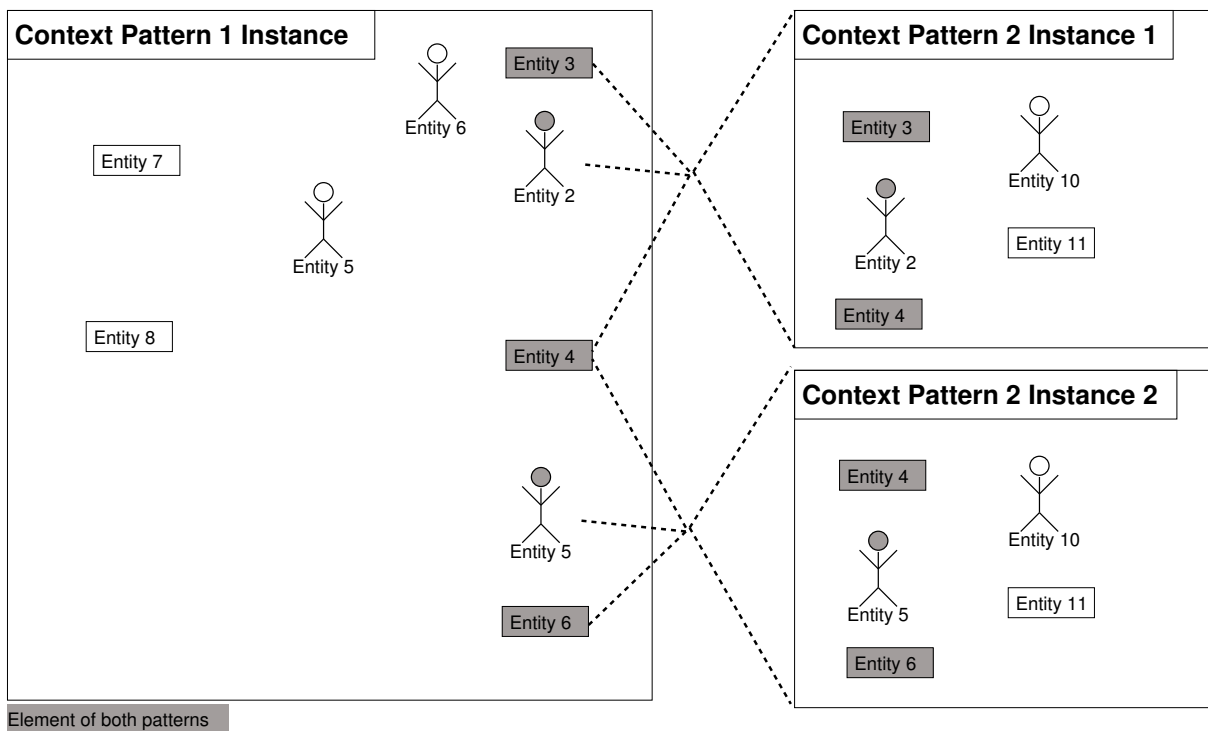 Context Pattern 1 Instance
Entity 6
Entity 3
Entity 2
Entity 7
Entity 5
Entity 8
Entity 4
Entity 5
Entity 6
Element of both patterns
Context Pattern 2 Instance 1
Entity 3
Entity 10
Entity 2
Entity 11
Entity 4
Context Pattern 2 Instance 2
Entity 4
Entity 10
Entity 5
Entity 11
Entity 6